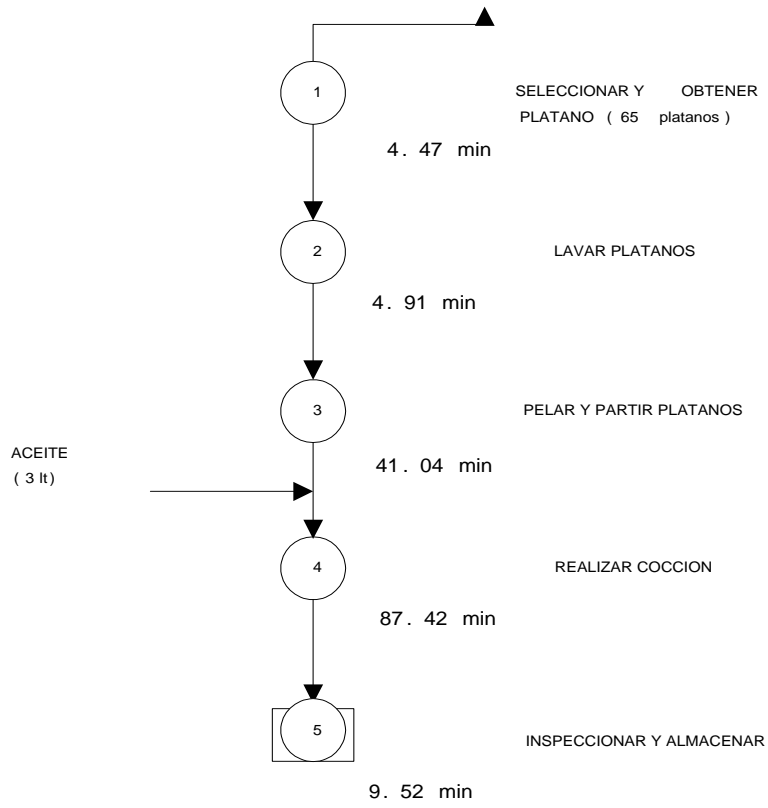 1
SELECCIONAR Y OBTENER
PLATANO ( 65 platanos )
4. 47 min
2
LAVAR PLATANOS
4. 91 min
3
PELAR Y PARTIR PLATANOS
ACEITE
( 3 lt)
41. 04 min
4
REALIZAR COCCION
87. 42 min
5
INSPECCIONAR Y ALMACENAR
9. 52 min